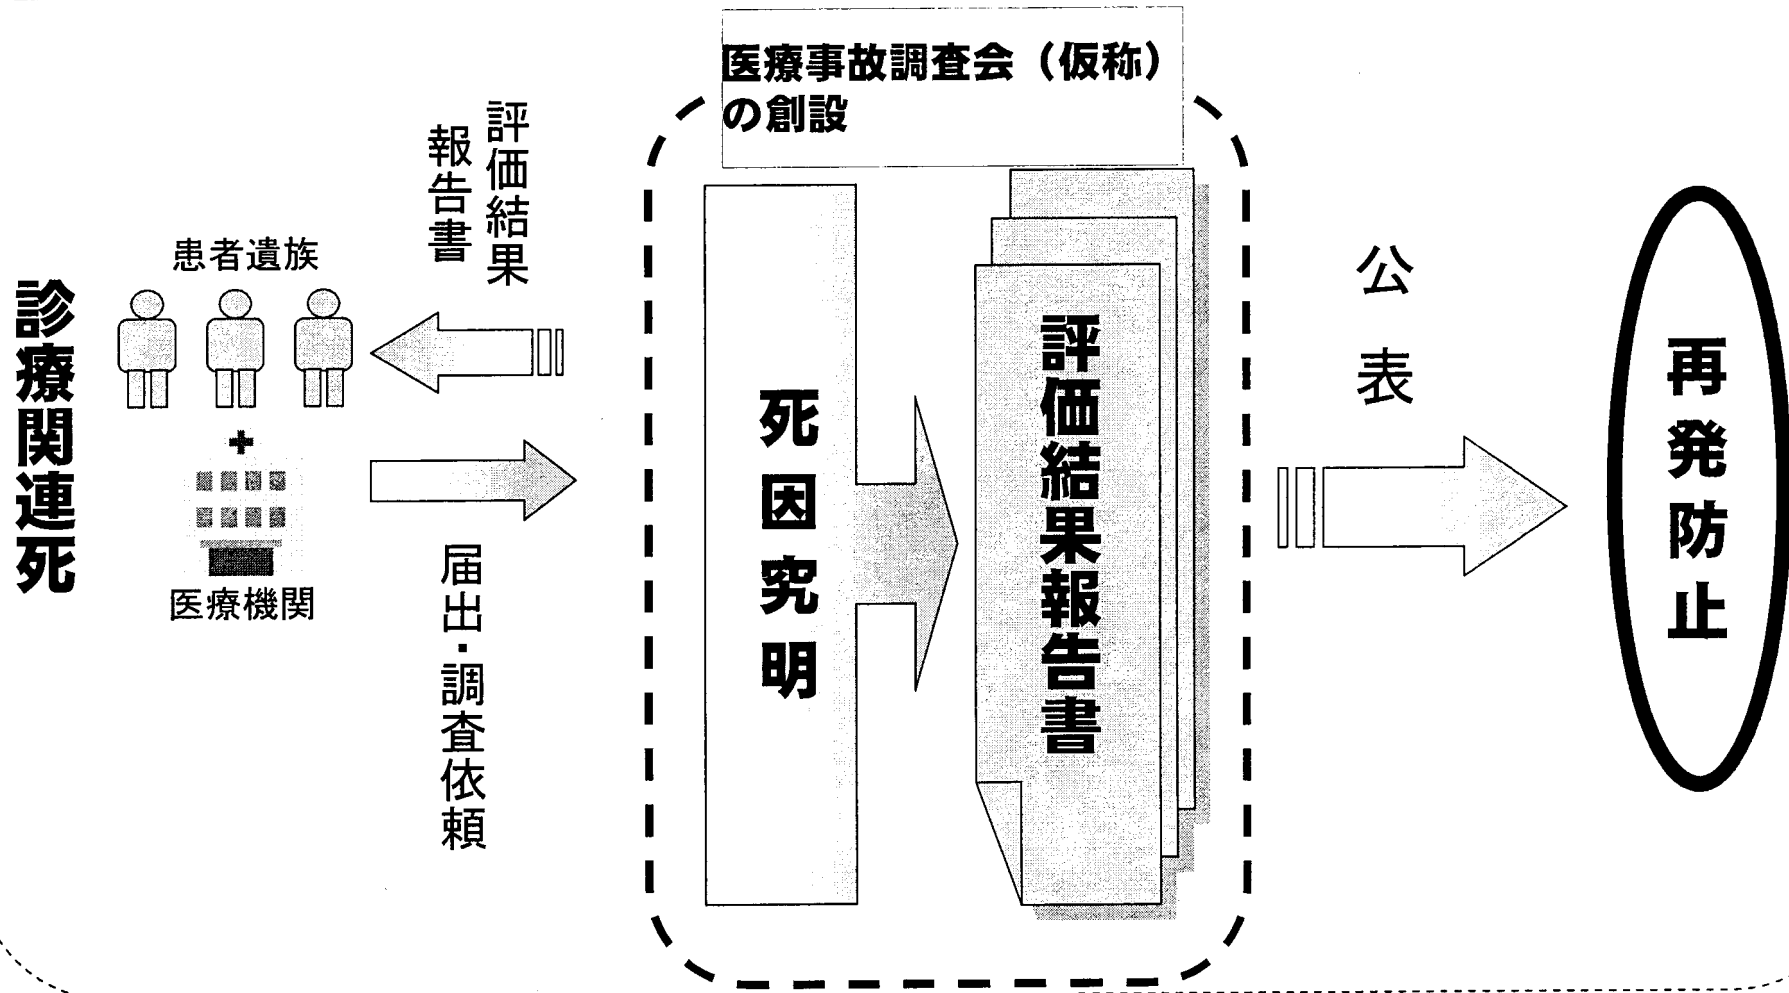 医療事故調査会（仮称）
の創設
診療関連死
患者遺族
医療機関
評価結果
報告書
届出・調査依頼
死因究明
評価結果報告書
公表
再発防止